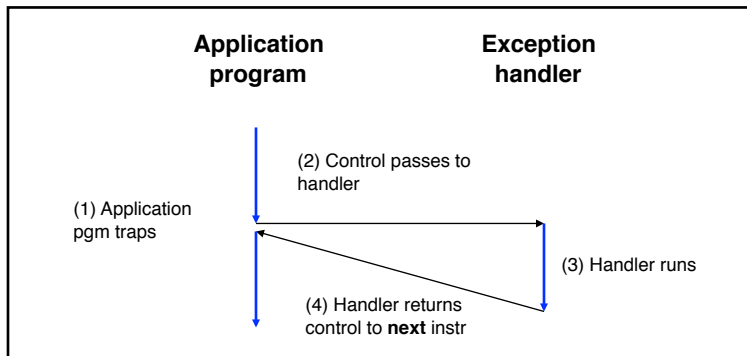 Application
program
Exception
handler
(2) Control passes to
handler
(1) Application
pgm traps
(3) Handler runs
(4) Handler returns
control to next instr